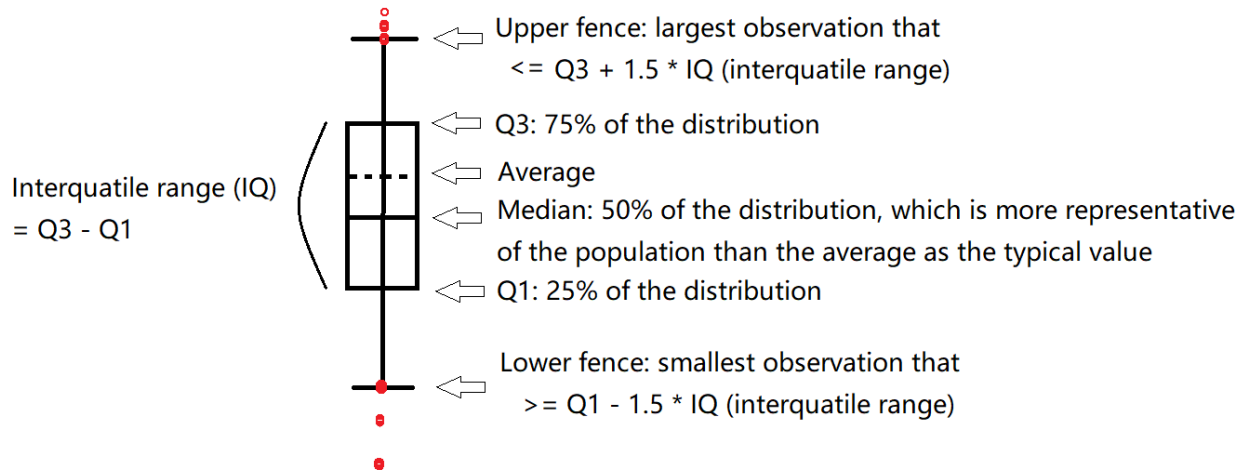 Upper fence: largest observation that
<= Q3 + 1.5 * IQ (interquatile range)
Q3: 75% of the distribution
Average
Interquatile range (IQ)
= Q3 - Q1
Median: 50% of the distribution, which is more representative
of the population than the average as the typical value
Q1: 25% of the distribution
Lower fence: smallest observation that
>= Q1 - 1.5 * IQ (interquatile range)